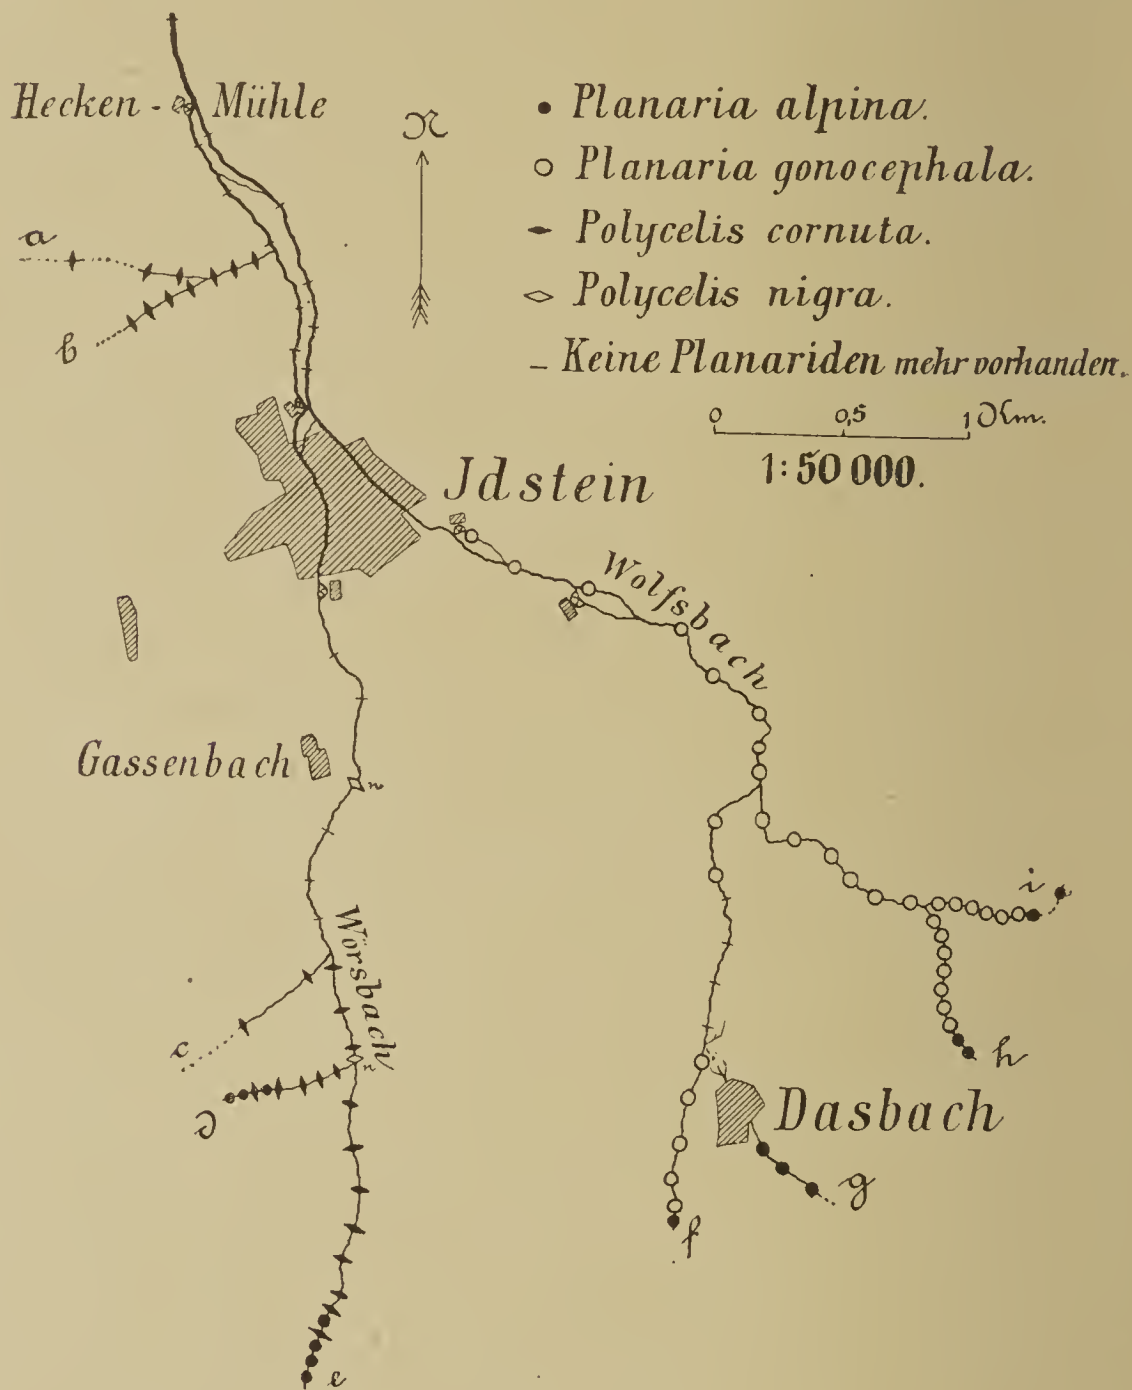 Hecken - Mühle
N
Planaria alpina.
Planaria gonocephala.
Polycelis cornuta.
Polycelis nigra.
– Keine Planariden mehr vorhanden.
0 0,5 1 Km.
1:50 000.
a
b
Jdstein
Wolfsbach
Gassenbach
n
Wörsbach
i
c
n
h
d
Dasbach
g
f
e